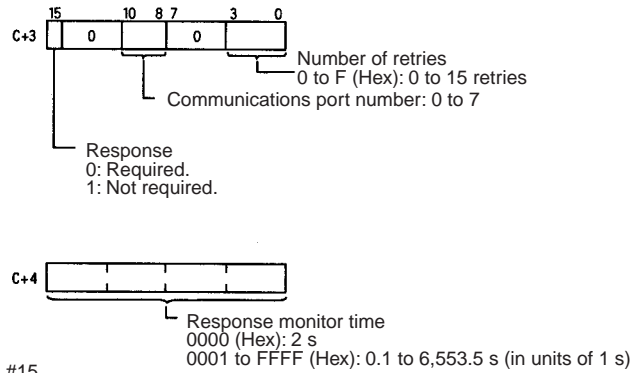 15 10 8 7 3 0
C+3 0 0
Number of retries
0 to F (Hex): 0 to 15 retries
Communications port number: 0 to 7
Response
0: Required.
1: Not required.
C+4
Response monitor time
0000 (Hex): 2 s
0001 to FFFF (Hex): 0.1 to 6,553.5 s (in units of 1 s)
#15